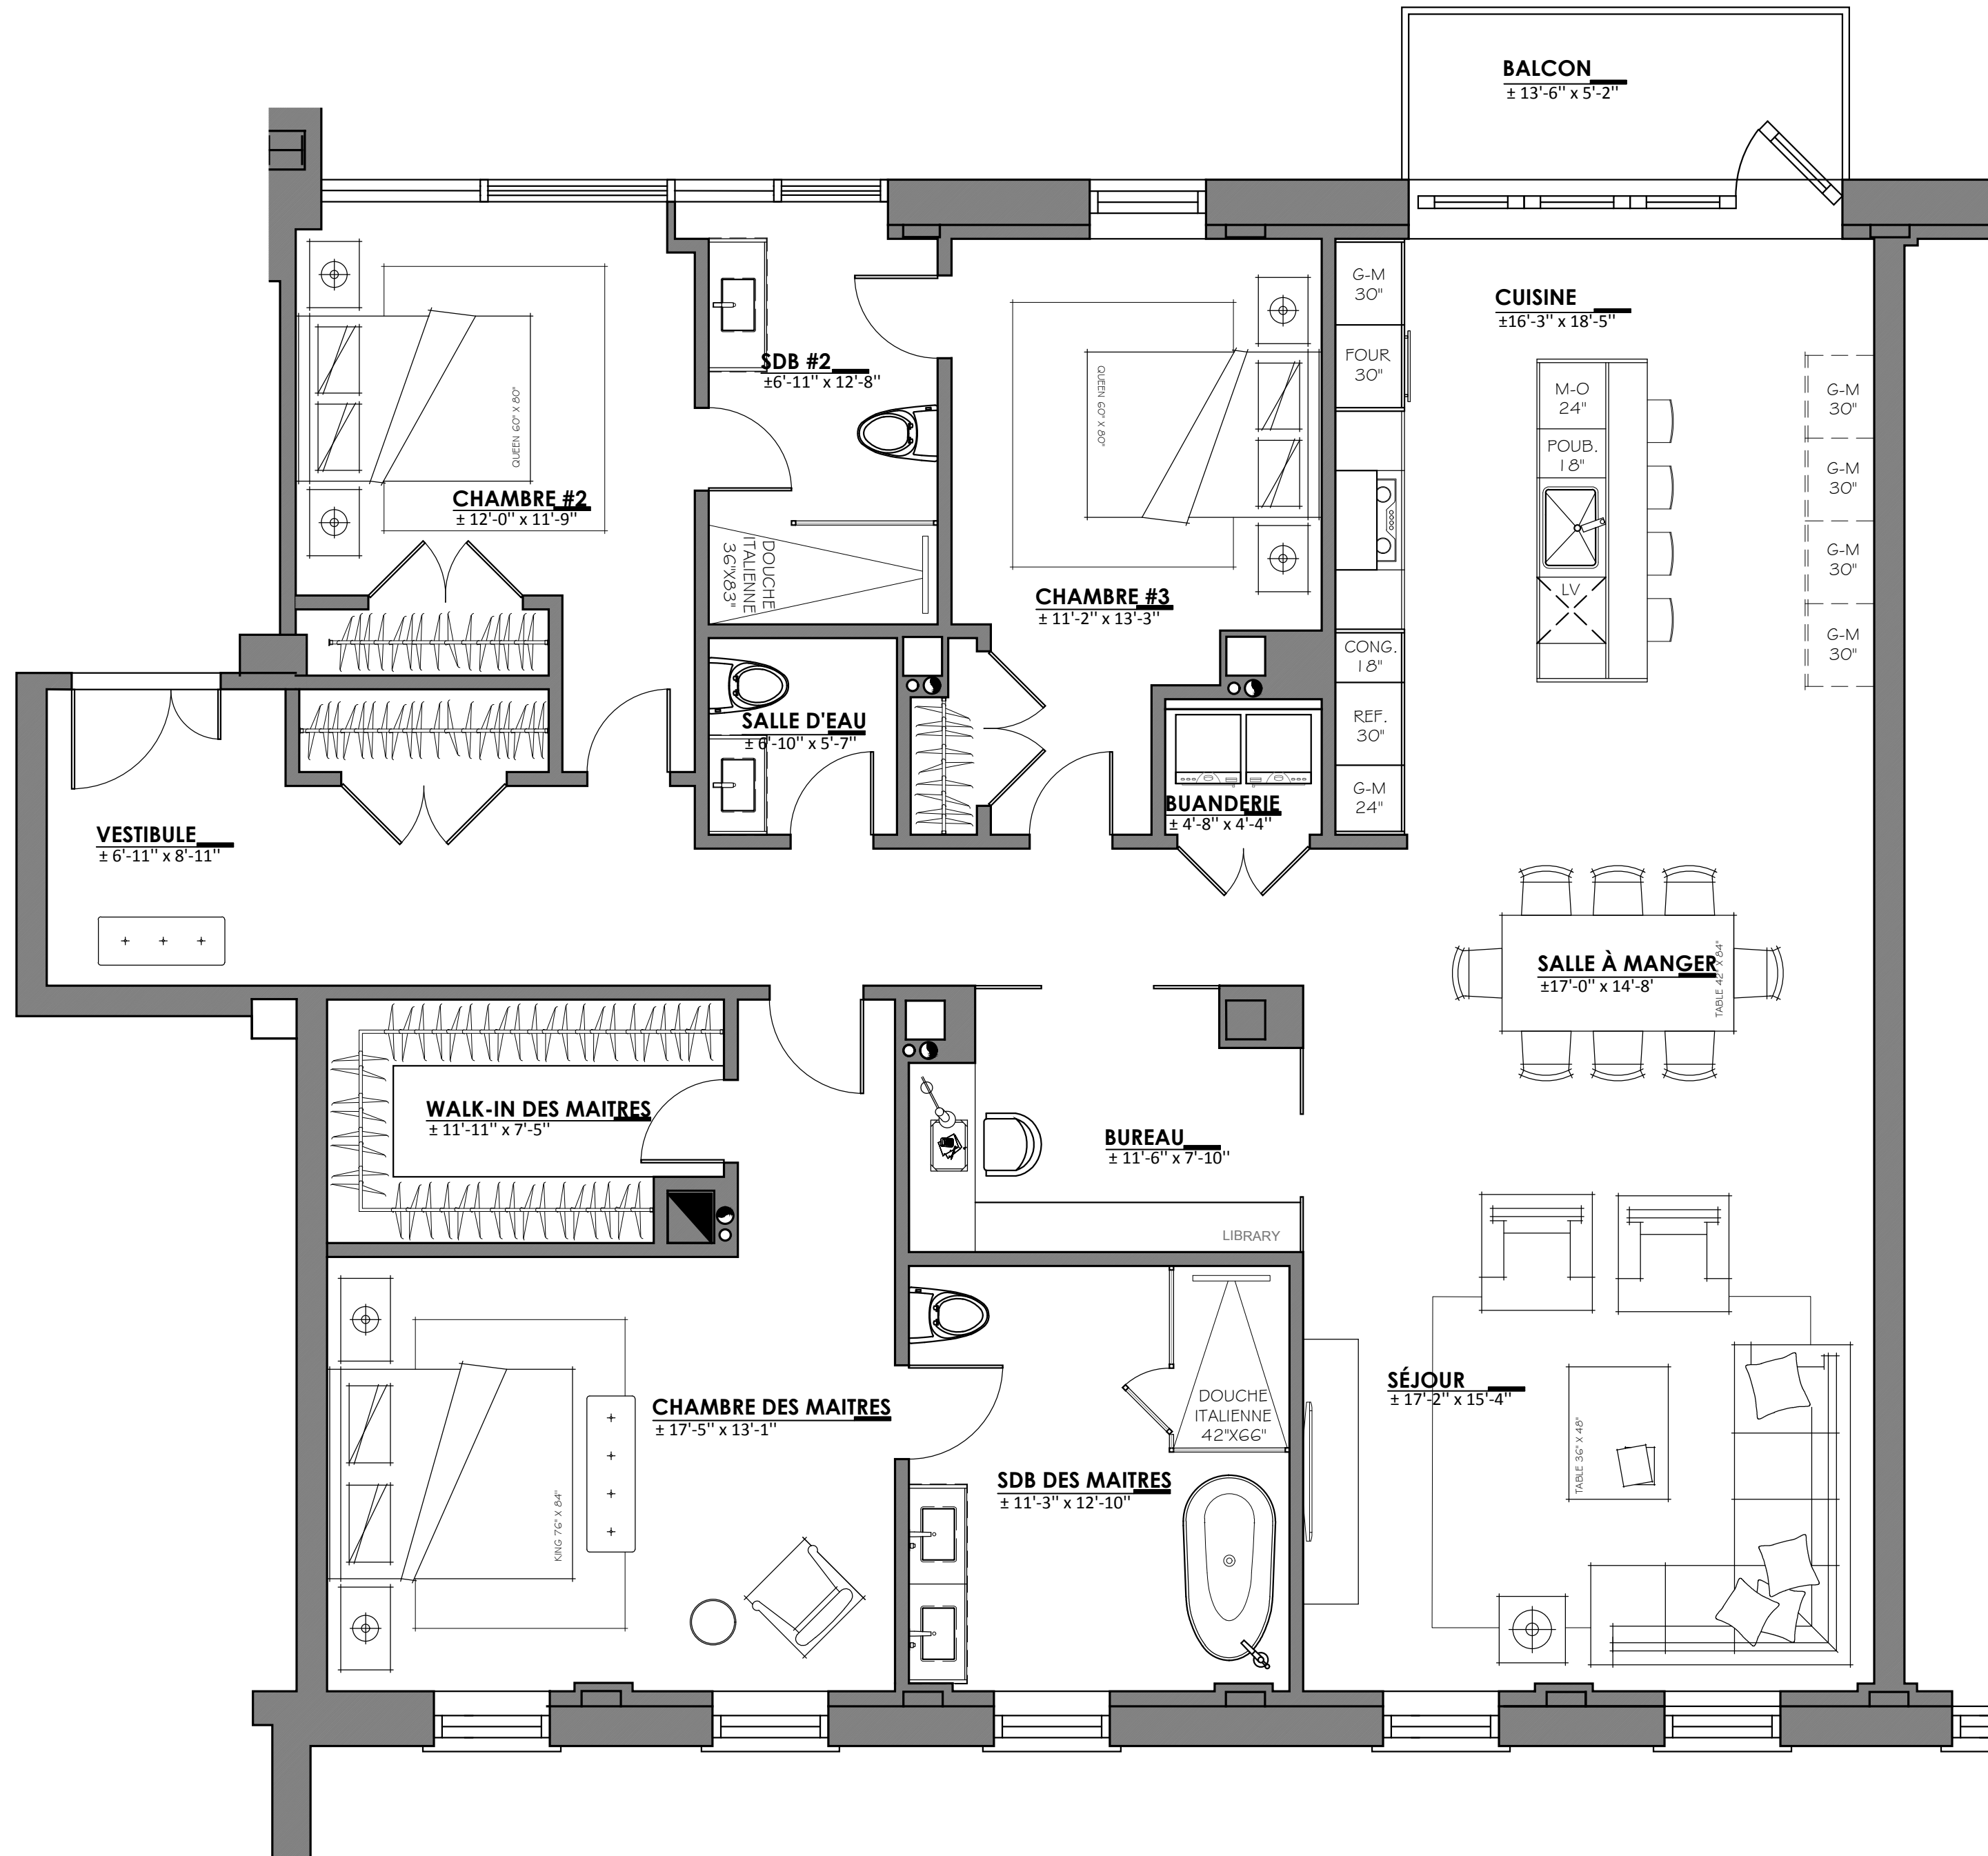 BALCON
± 13'-6'' x 5'-2''
G-M
30"
CUISINE
±16'-3'' x 18'-5''
SDB #2
±6'-11'' x 12'-8''
FOUR
30"
M-O
24"
G-M
30"
QUEEN 60" X 80"
QUEEN 60" X 80"
POUB.
18"
G-M
30"
CHAMBRE #2
± 12'-0'' x 11'-9''
DOUCHE
ITALIENNE
36"X83"
G-M
30"
LV
CHAMBRE #3
± 11'-2'' x 13'-3''
G-M
30"
CONG.
18"
SALLE D'EAU
± 6'-10'' x 5'-7''
REF.
30"
G-M
24"
BUANDERIE
± 4'-8'' x 4'-4''
VESTIBULE
± 6'-11'' x 8'-11''
SALLE À MANGER
±17'-0'' x 14'-8'
TABLE 42" X 84"
WALK-IN DES MAITRES
± 11'-11'' x 7'-5''
BUREAU
± 11'-6'' x 7'-10''
LIBRARY
SÉJOUR
± 17'-2'' x 15'-4''
DOUCHE
ITALIENNE
42"X66"
CHAMBRE DES MAITRES
± 17'-5'' x 13'-1''
TABLE 36" X 48"
SDB DES MAITRES
± 11'-3'' x 12'-10''
KING 76" X 84"